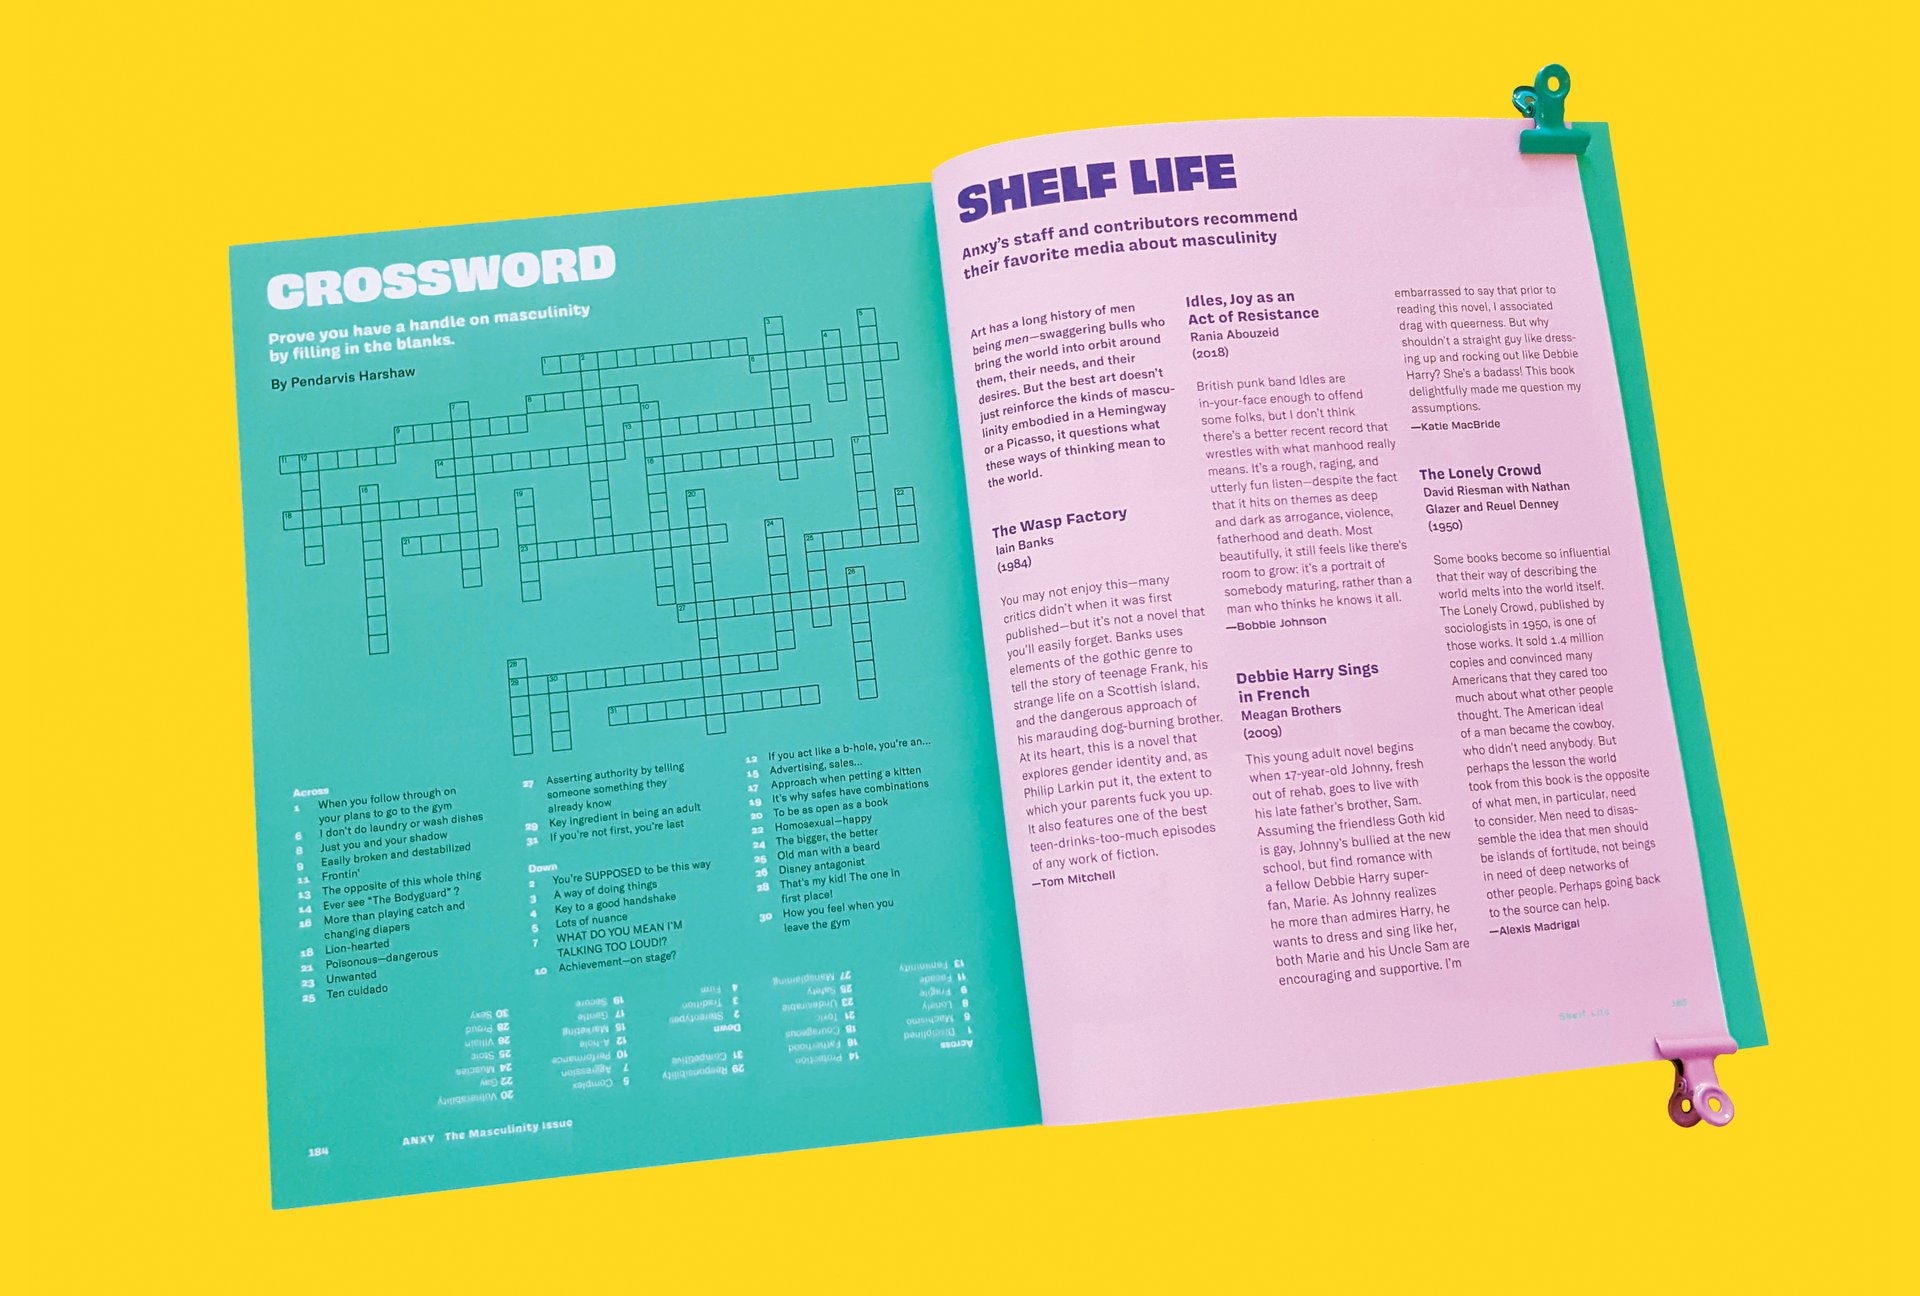 CROSSWORD
Prove you have a handle on masculinity
by filling in the blanks.
By Pendarvis Harshaw
1
2
3
4
5
6
7
8
9
10
11
12
13
14
15
16
17
18
19
20
21
22
23
24
25
26
27
28
29
30
31
Across
1 When you follow through on
your plans to go to the gym
6 I don't do laundry or wash dishes
8 Just you and your shadow
9 Easily broken and destabilized
11 Frontin'
13 The opposite of this whole thing
14 Ever see "The Bodyguard" ?
16 More than playing catch and
changing diapers
18 Lion-hearted
21 Poisonous—dangerous
23 Unwanted
25 Ten cuidado
27 Asserting authority by telling
someone something they
already know
29 Key ingredient in being an adult
31 If you're not first, you're last
Down
2 You're SUPPOSED to be this way
3 A way of doing things
4 Key to a good handshake
5 Lots of nuance
7 WHAT DO YOU MEAN I'M
TALKING TOO LOUD!?
10 Achievement—on stage?
12 If you act like a b-hole, you're an...
15 Advertising, sales...
17 Approach when petting a kitten
19 It's why safes have combinations
20 To be as open as a book
22 Homosexual—happy
24 The bigger, the better
25 Old man with a beard
26 Disney antagonist
28 That's my kid! The one in
first place!
30 How you feel when you
leave the gym
Across
1 Disciplined
6 Machismo
8 Lonely
9 Fragile
11 Facade
13 Femininity
14 Protection
16 Fatherhood
18 Courageous
21 Toxic
23 Undesirable
25 Safety
27 Mansplaining
29 Responsibility
31 Competitive
Down
2 Stereotypes
3 Tradition
4 Firm
5 Complex
7 Aggression
10 Performance
12 A-hole
15 Marketing
17 Gentle
19 Secure
20 Vulnerability
22 Gay
24 Muscles
25 Stoic
26 Villain
28 Proud
30 Sexy
184
ANXY The Masculinity Issue
SHELF LIFE
Anxy's staff and contributors recommend
their favorite media about masculinity
Art has a long history of men
being men—swaggering bulls who
bring the world into orbit around
them, their needs, and their
desires. But the best art doesn't
just reinforce the kinds of mascu-
linity embodied in a Hemingway
or a Picasso, it questions what
these ways of thinking mean to
the world.
The Wasp Factory
Iain Banks
(1984)
You may not enjoy this—many
critics didn't when it was first
published—but it's not a novel that
you'll easily forget. Banks uses
elements of the gothic genre to
tell the story of teenage Frank, his
strange life on a Scottish island,
and the dangerous approach of
his marauding dog-burning brother.
At its heart, this is a novel that
explores gender identity and, as
Philip Larkin put it, the extent to
which your parents fuck you up.
It also features one of the best
teen-drinks-too-much episodes
of any work of fiction.
—Tom Mitchell
Idles, Joy as an
Act of Resistance
Rania Abouzeid
(2018)
British punk band Idles are
in-your-face enough to offend
some folks, but I don't think
there's a better recent record that
wrestles with what manhood really
means. It's a rough, raging, and
utterly fun listen—despite the fact
that it hits on themes as deep
and dark as arrogance, violence,
fatherhood and death. Most
beautifully, it still feels like there's
room to grow: it's a portrait of
somebody maturing, rather than a
man who thinks he knows it all.
—Bobbie Johnson
Debbie Harry Sings
in French
Meagan Brothers
(2009)
This young adult novel begins
when 17-year-old Johnny, fresh
out of rehab, goes to live with
his late father's brother, Sam.
Assuming the friendless Goth kid
is gay, Johnny's bullied at the new
school, but find romance with
a fellow Debbie Harry super-
fan, Marie. As Johnny realizes
he more than admires Harry, he
wants to dress and sing like her,
both Marie and his Uncle Sam are
encouraging and supportive. I'm
embarrassed to say that prior to
reading this novel, I associated
drag with queerness. But why
shouldn't a straight guy like dress-
ing up and rocking out like Debbie
Harry? She's a badass! This book
delightfully made me question my
assumptions.
—Katie MacBride
The Lonely Crowd
David Riesman with Nathan
Glazer and Reuel Denney
(1950)
Some books become so influential
that their way of describing the
world melts into the world itself.
The Lonely Crowd, published by
sociologists in 1950, is one of
those works. It sold 1.4 million
copies and convinced many
Americans that they cared too
much about what other people
thought. The American ideal
of a man became the cowboy,
who didn't need anybody. But
perhaps the lesson the world
took from this book is the opposite
of what men, in particular, need
to consider. Men need to disas-
semble the idea that men should
be islands of fortitude, not beings
in need of deep networks of
other people. Perhaps going back
to the source can help.
—Alexis Madrigal
Shelf Life
185